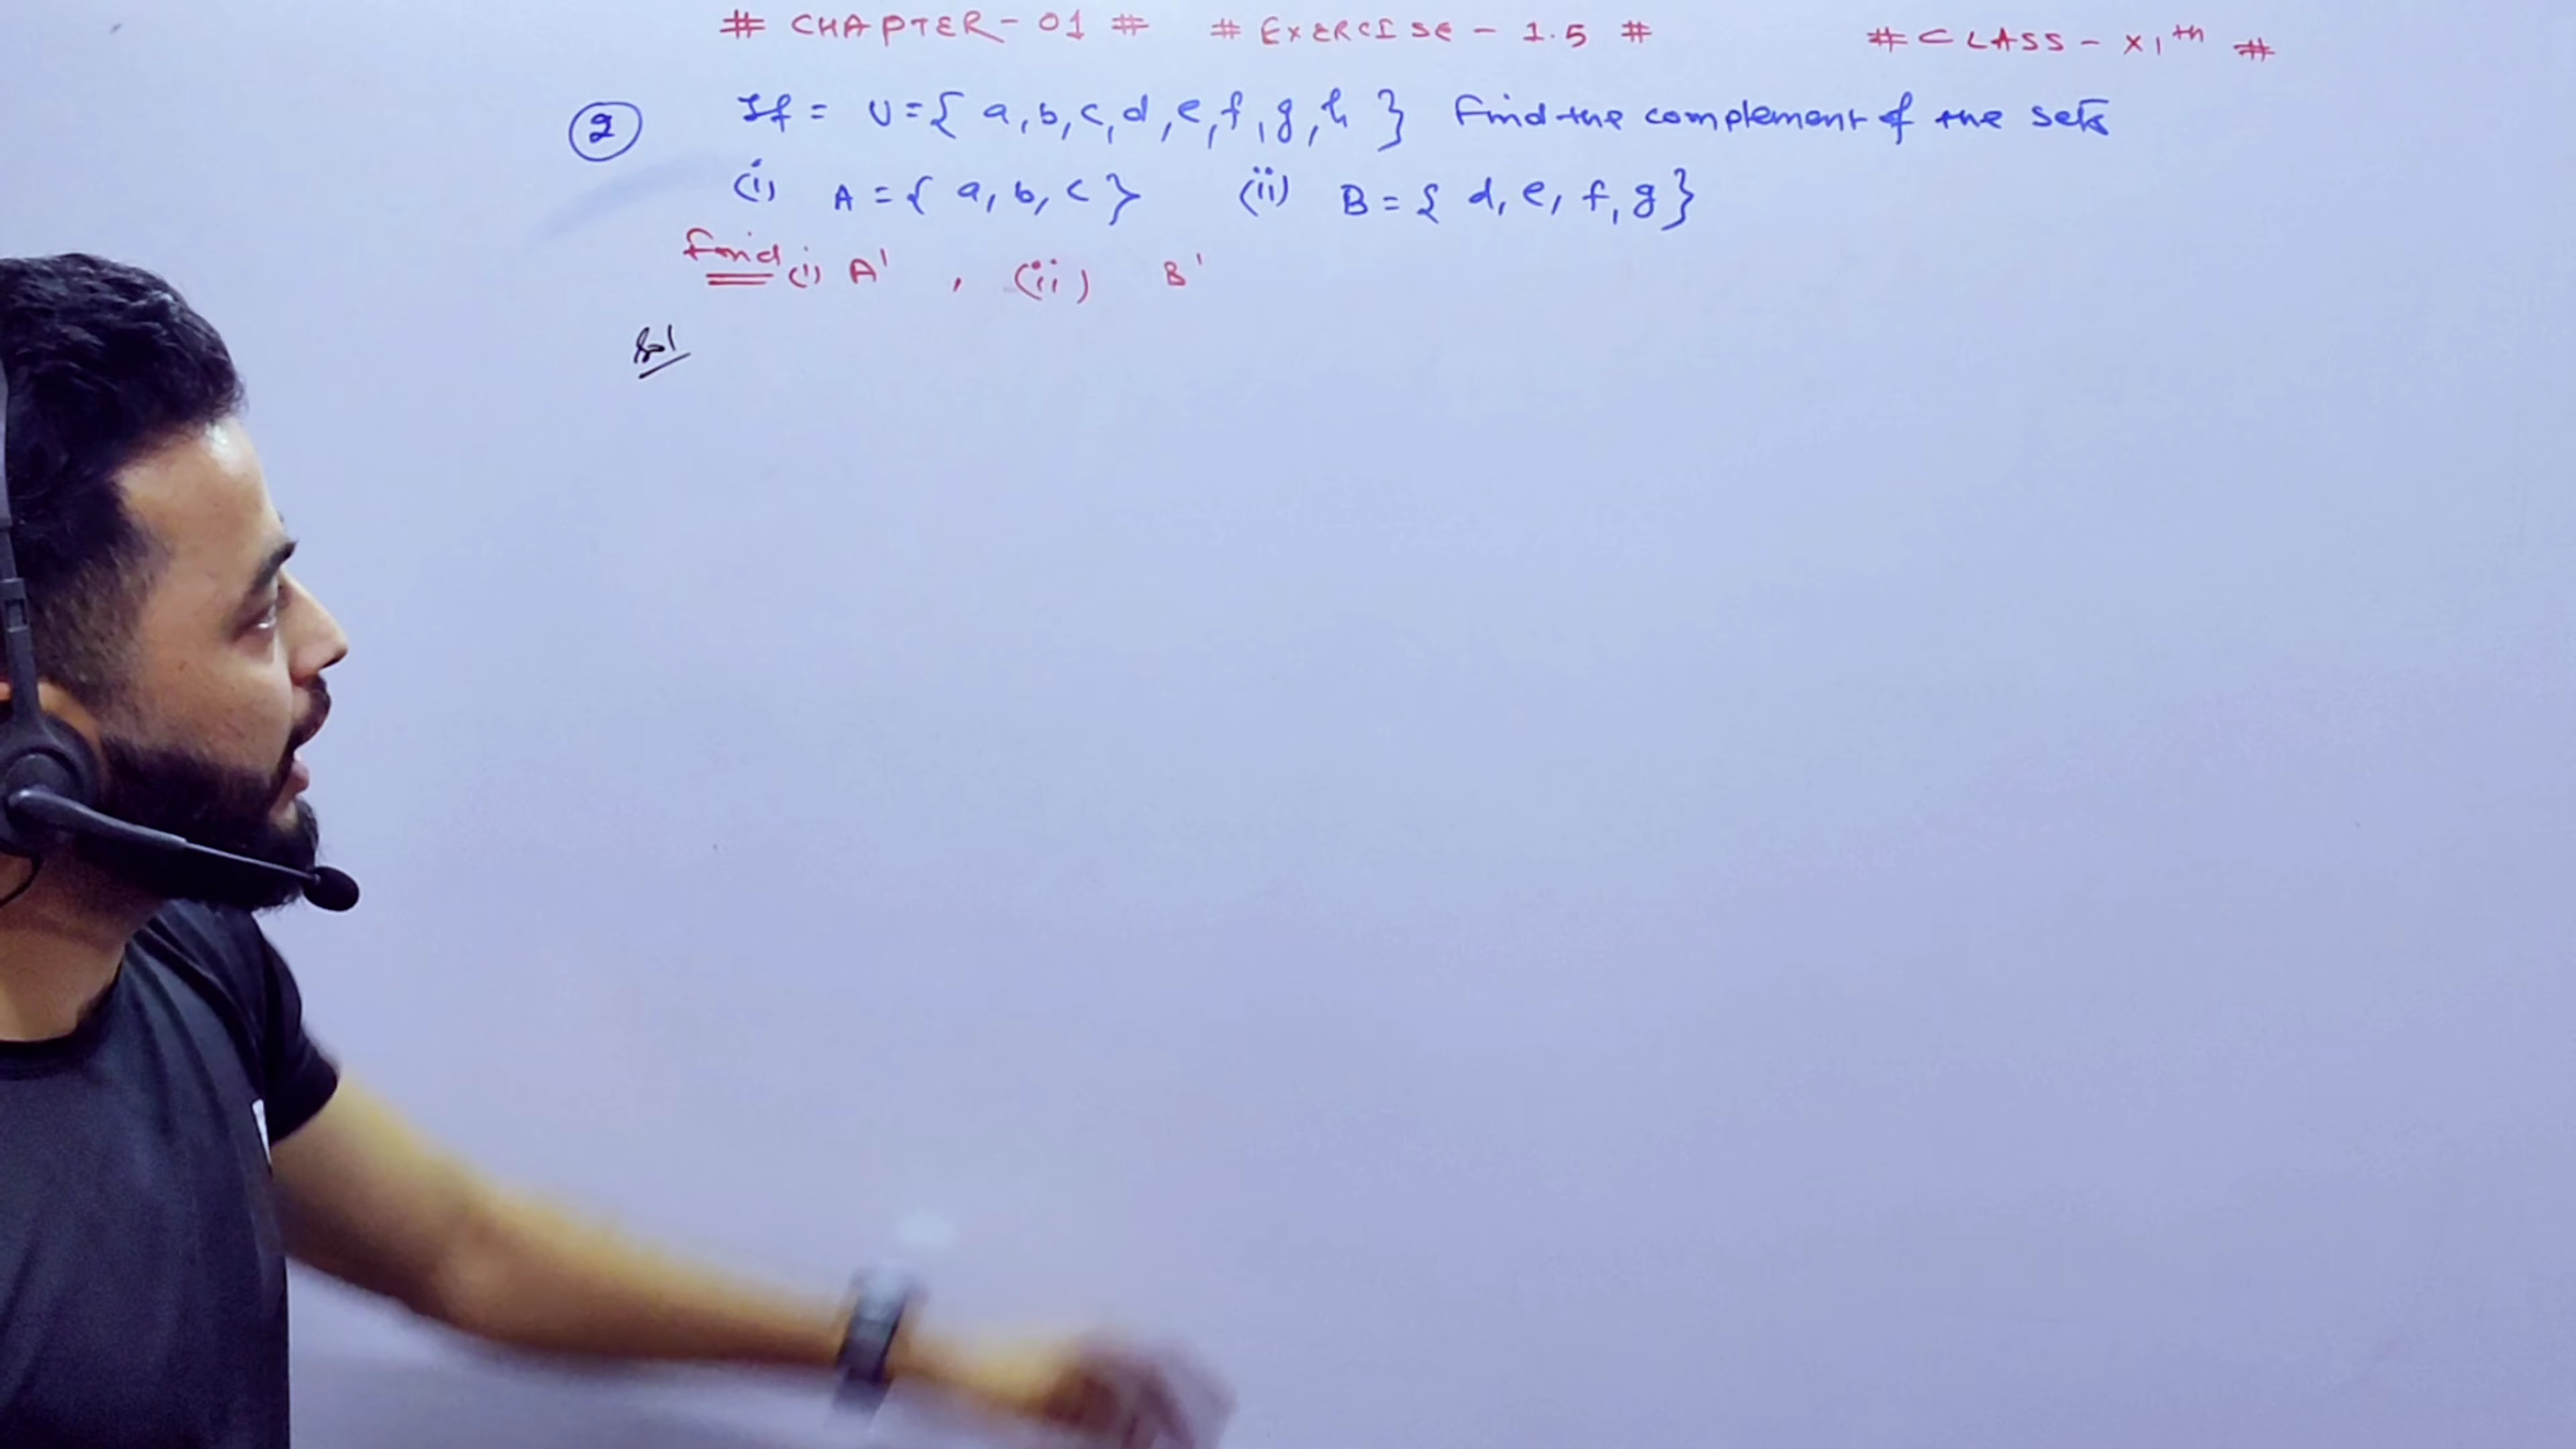 # CHAPTER - 01 # # EXERCISE - 1.5 # # CLASS - XIth #
2 If = U = { a, b, c, d, e, f, g, h } Find the complement of the sets
(i) A = { a, b, c } (ii) B = { d, e, f, g }
Find (i) A' , (ii) B'
Sol